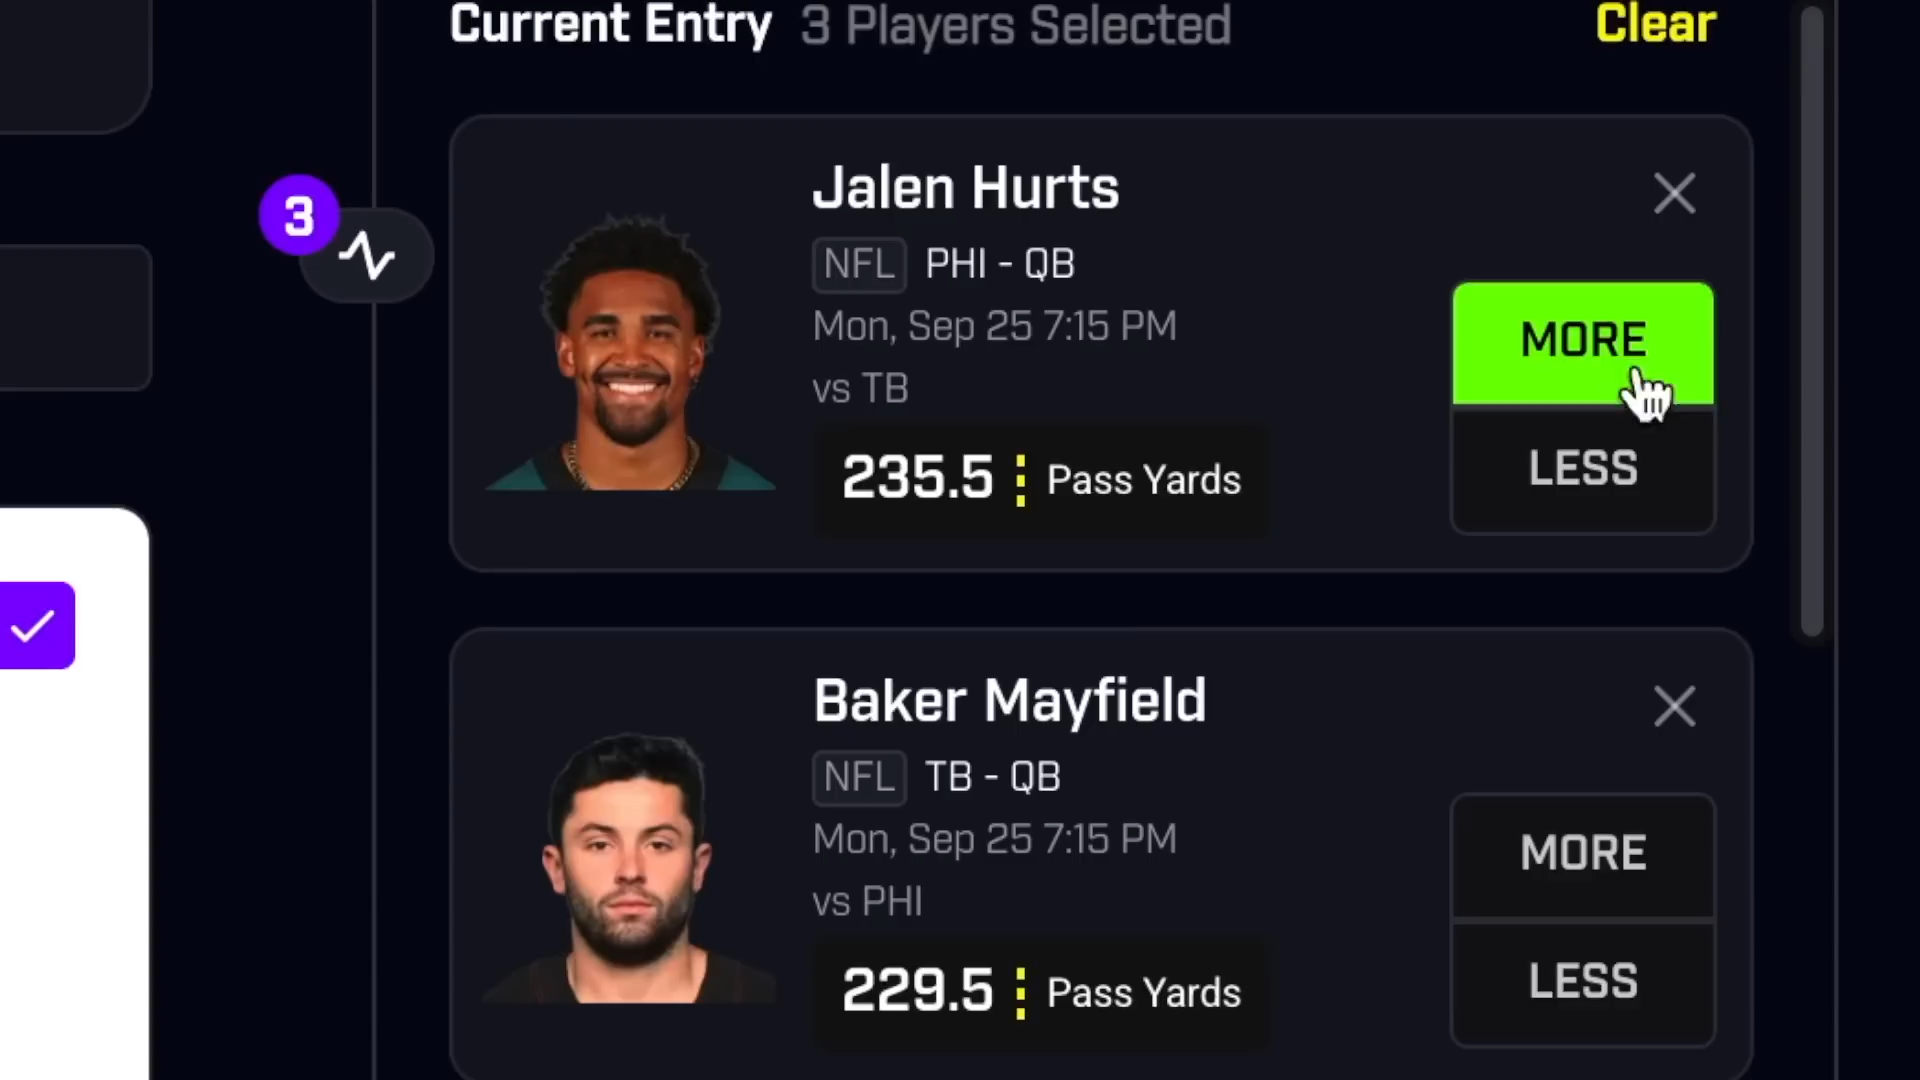 Current Entry 3 Players Selected Clear
3
Jalen Hurts
NFL PHI - QB
Mon, Sep 25 7:15 PM
vs TB
235.5 Pass Yards
MORE
LESS
Baker Mayfield
NFL TB - QB
Mon, Sep 25 7:15 PM
vs PHI
229.5 Pass Yards
MORE
LESS